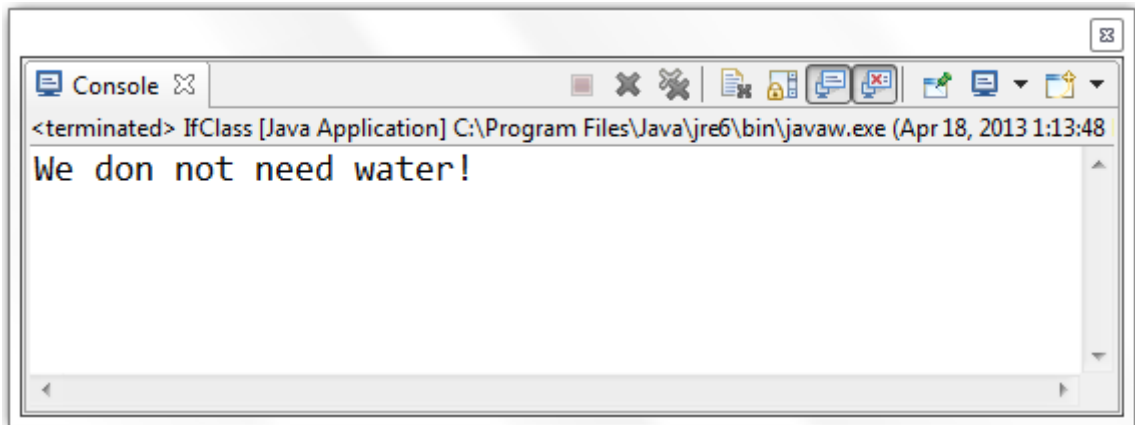 Console
<terminated> IfClass [Java Application] C:\Program Files\Java\jre6\bin\javaw.exe (Apr 18, 2013 1:13:48
We don not need water!